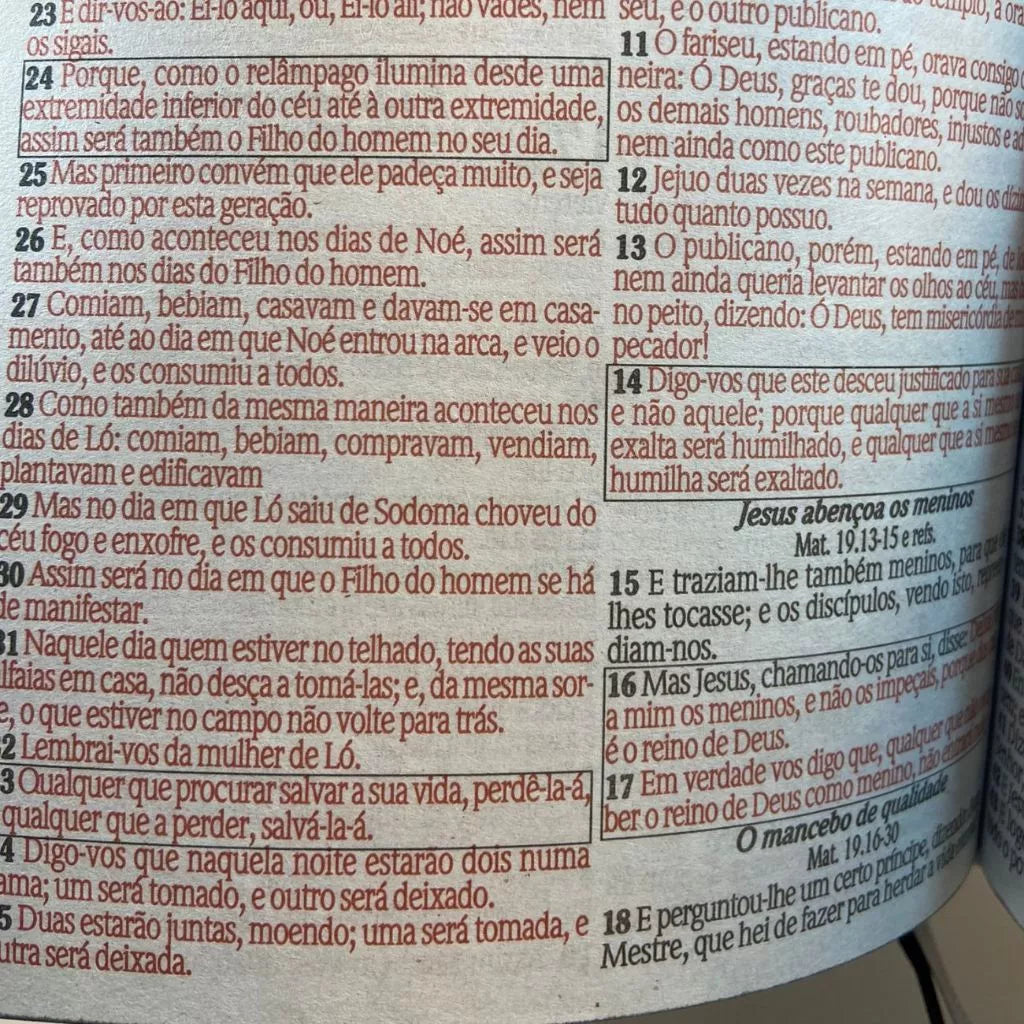 23 E dir-vos-ão: Ei-lo aqui, ou, Ei-lo ali; não vades, nem
os sigais.
24 Porque, como o relâmpago ilumina desde uma
extremidade inferior do céu até à outra extremidade,
assim será também o Filho do homem no seu dia.
25 Mas primeiro convém que ele padeça muito, e seja
reprovado por esta geração.
26 E, como aconteceu nos dias de Noé, assim será
também nos dias do Filho do homem.
27 Comiam, bebiam, casavam e davam-se em casa-
mento, até ao dia em que Noé entrou na arca, e veio o
dilúvio, e os consumiu a todos.
28 Como também da mesma maneira aconteceu nos
dias de Ló: comiam, bebiam, compravam, vendiam,
plantavam e edificavam
29 Mas no dia em que Ló saiu de Sodoma choveu do
céu fogo e enxofre, e os consumiu a todos.
30 Assim será no dia em que o Filho do homem se há
de manifestar.
31 Naquele dia quem estiver no telhado, tendo as suas
lfaias em casa, não desça a tomá-las; e, da mesma sor-
e, o que estiver no campo não volte para trás.
2 Lembrai-vos da mulher de Ló.
3 Qualquer que procurar salvar a sua vida, perdê-la-á,
qualquer que a perder, salvá-la-á.
4 Digo-vos que naquela noite estarão dois numa
ama; um será tomado, e outro será deixado.
5 Duas estarão juntas, moendo; uma será tomada, e
utra será deixada.
templo, a ora
seu, e o outro publicano.
11 O fariseu, estando em pé, orava consigo
neira: Ó Deus, graças te dou, porque não so
os demais homens, roubadores, injustos e ad
nem ainda como este publicano.
12 Jejuo duas vezes na semana, e dou os dízi
tudo quanto possuo.
13 O publicano, porém, estando em pé, de lo
nem ainda queria levantar os olhos ao céu, mas
no peito, dizendo: Ó Deus, tem misericórdia de m
pecador!
14 Digo-vos que este desceu justificado para sua
e não aquele; porque qualquer que a si mesmo
exalta será humilhado, e qualquer que a si mesmo
humilha será exaltado.
Jesus abençoa os meninos
Mat. 19.13-15 e refs.
15 E traziam-lhe também meninos, para que
lhes tocasse; e os discípulos, vendo isto,
diam-nos.
16 Mas Jesus, chamando-os para si, disse:
a mim os meninos, e não os impeçais, porque
é o reino de Deus.
17 Em verdade vos digo que, qualquer que não
ber o reino de Deus como menino, não
O mancebo de qualidade
Mat. 19.16-30
18 E perguntou-lhe um certo príncipe, dizendo
Mestre, que hei de fazer para herdar a vida